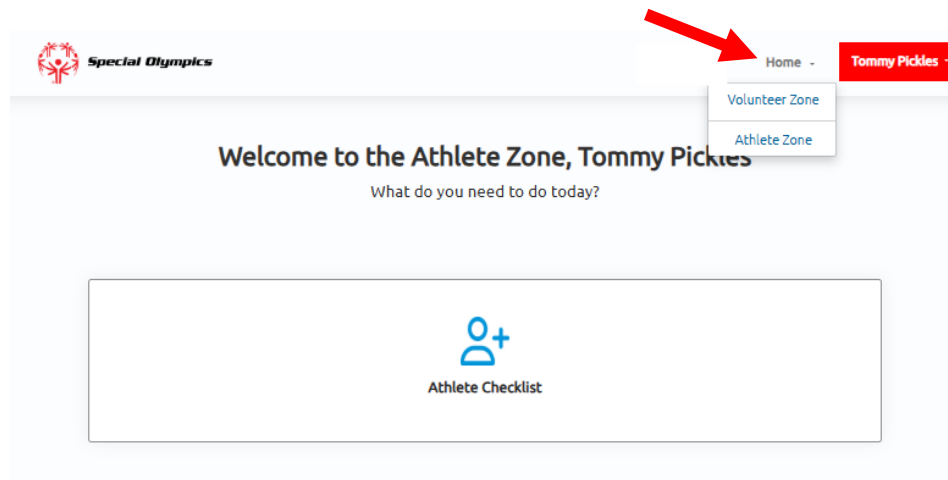 Special Olympics
Home -
Tommy Pickles -
Volunteer Zone
Athlete Zone
Welcome to the Athlete Zone, Tommy Pickles
What do you need to do today?
Athlete Checklist